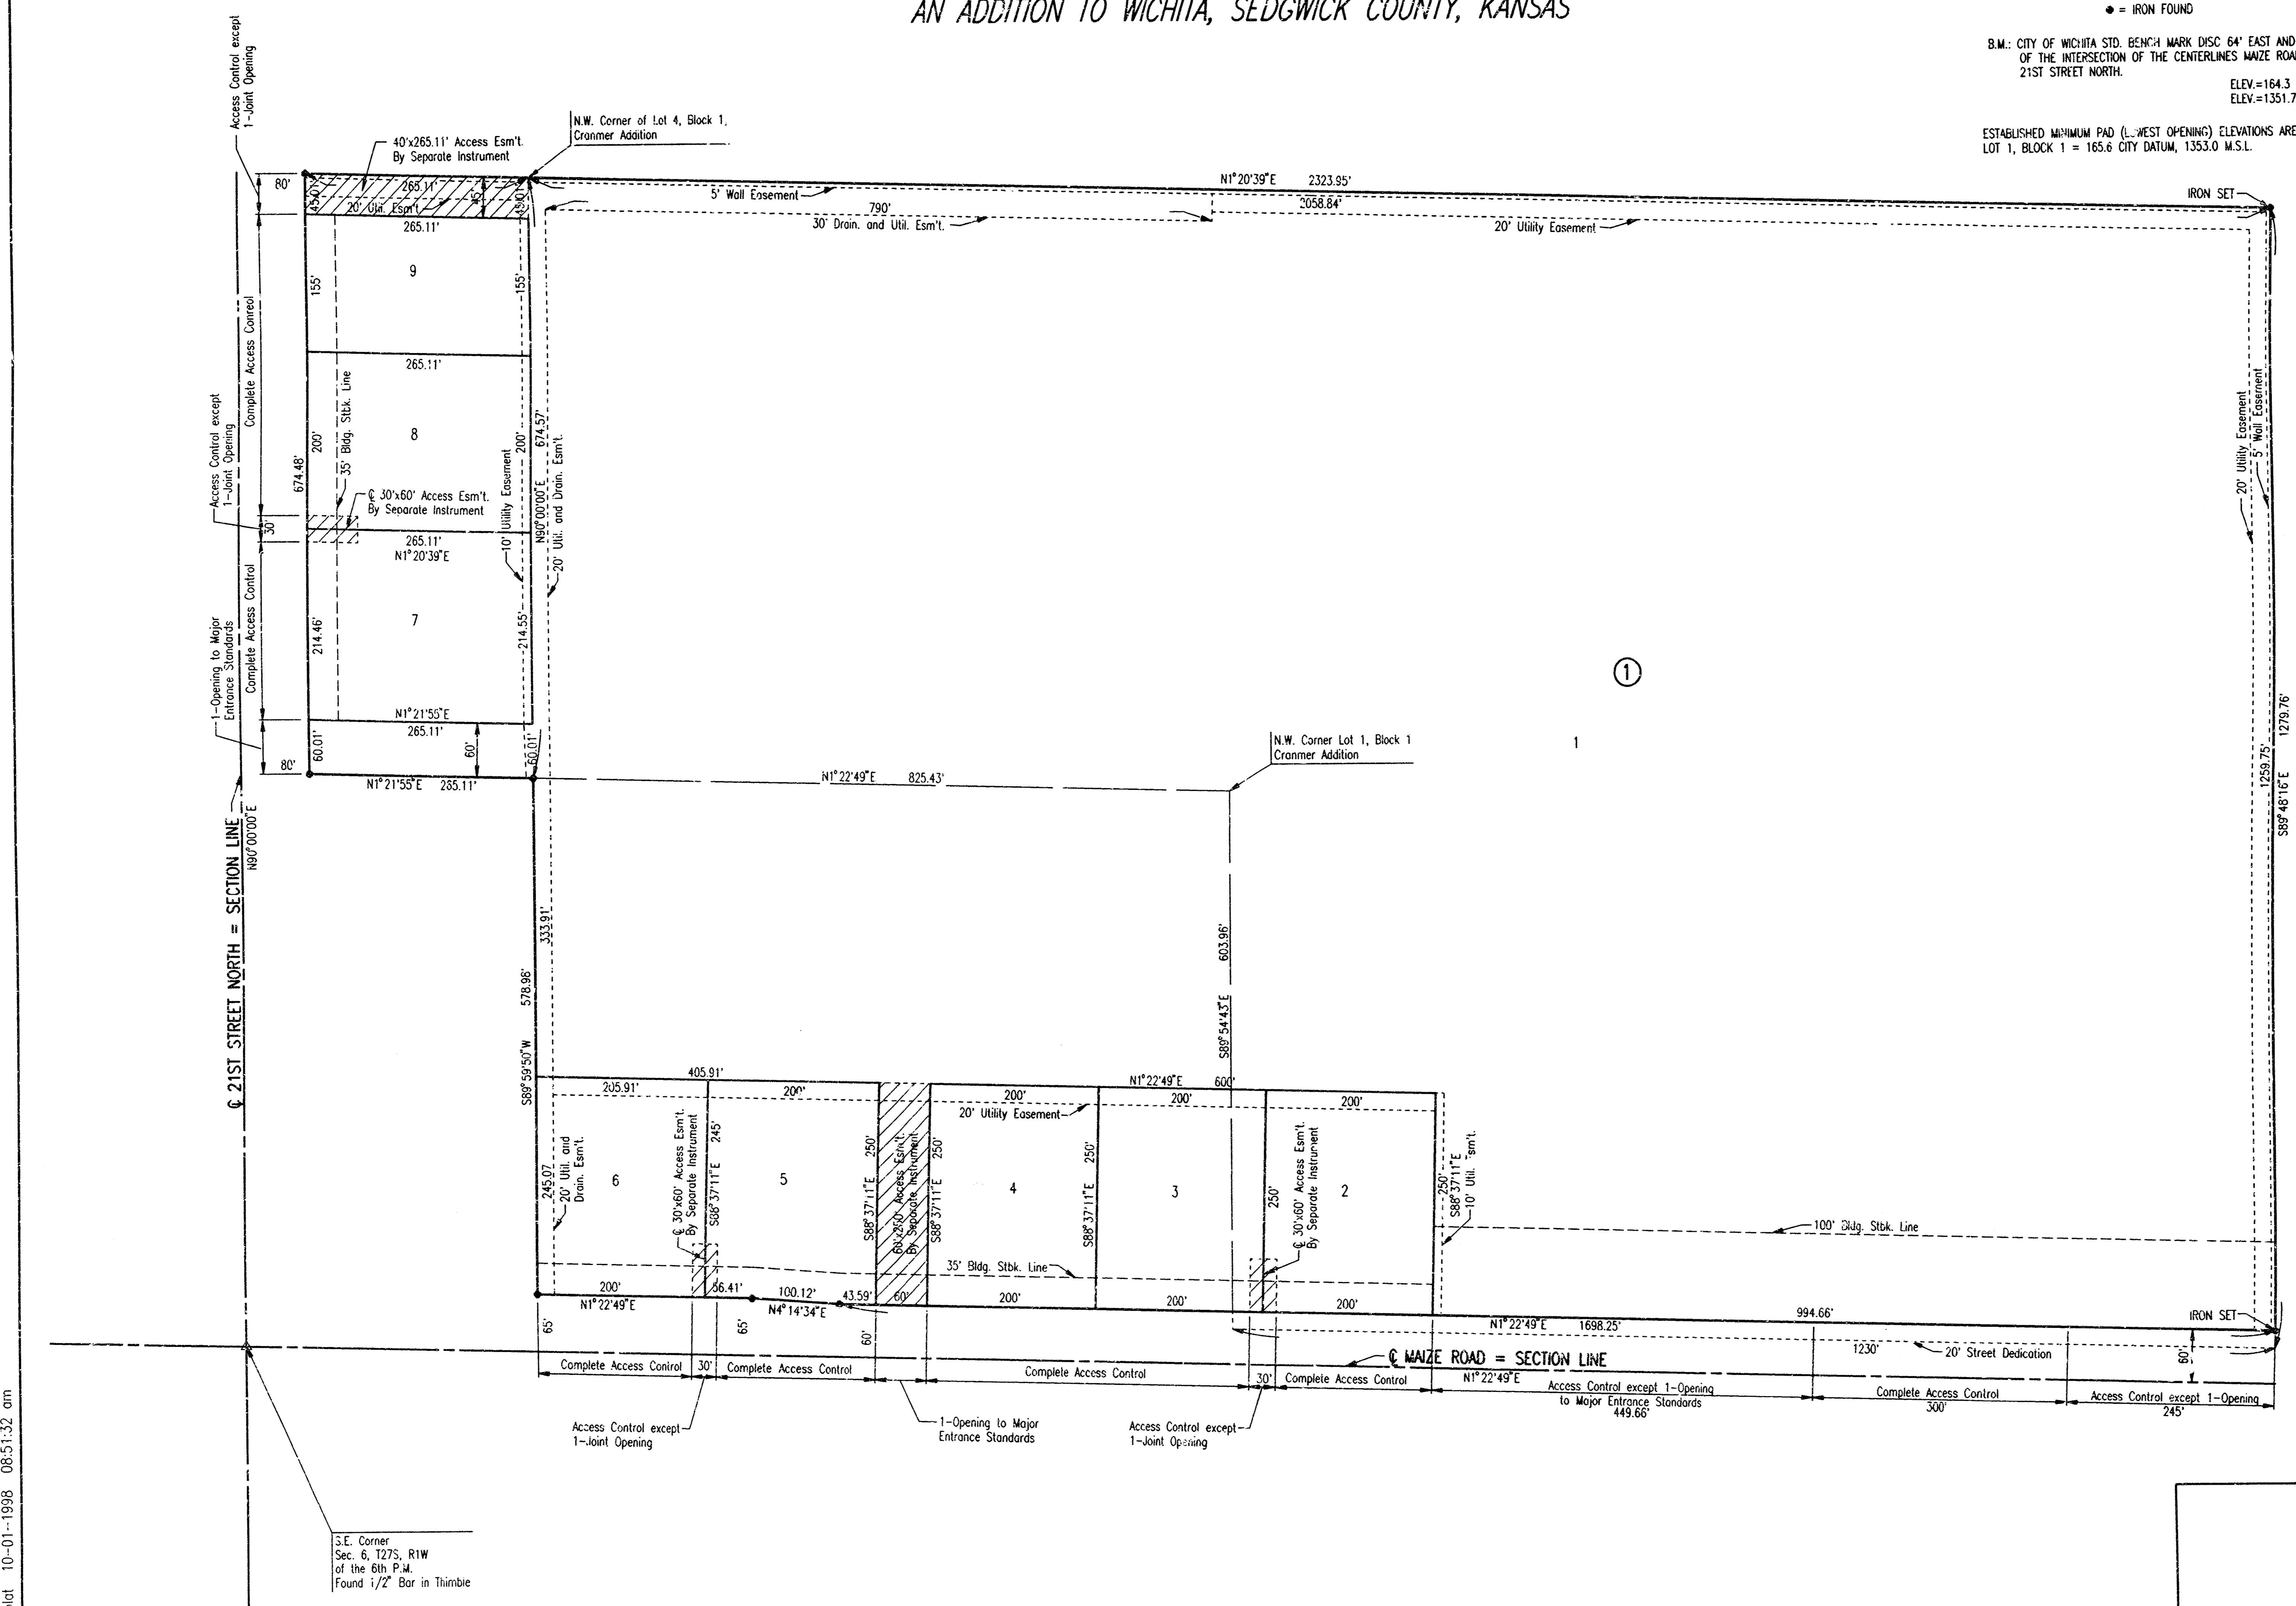 AN ADDITION TO WICHITA, SEDGWICK COUNTY, KANSAS
= IRON FOUND
B.M.: CITY OF WICHITA STD. BENCH MARK DISC 64' EAST AND
OF THE INTERSECTION OF THE CENTERLINES MAIZE ROA
21ST STREET NORTH.
ELEV.=164.3
ELEV.=1351.7
ESTABLISHED MINIMUM PAD (LOWEST OPENING) ELEVATIONS ARE
LOT 1, BLOCK 1 = 165.6 CITY DATUM, 1353.0 M.S.L.
Access Control except
1-Joint Opening
40'x265.11' Access Esm't.
By Separate Instrument
N.W. Corner of Lot 4, Block 1,
Cranmer Addition
80'
265.11'
45.01'
45'
45.01'
20' Util. Esm't.
265.11'
5' Wall Easement
790'
30' Drain. and Util. Esm't.
N1°20'39"E 2323.95'
2058.84'
20' Utility Easement
IRON SET
9
155'
155'
265.11'
Complete Access Conreol
8
200'
200'
35' Bldg. Stbk. Line
674.48'
N90°00'00"E 674.57'
20' Util. and Drain. Esm't.
10' Utility Easement
Access Control except
1-Joint Opening
30'
℄ 30'x60' Access Esm't.
By Separate Instrument
265.11'
N1°20'39"E
Complete Access Control
7
214.46'
214.55'
1-Opening to Major
Entrance Standards
N1°21'55"E
265.11'
60.01'
60'
60.01'
80'
N1°21'55"E 265.11'
N1°22'49"E 825.43'
N.W. Corner Lot 1, Block 1
Cranmer Addition
1
1
20' Utility Easement
5' Wall Easement
1259.75'
S89°48'16"E 1279.76'
℄ 21ST STREET NORTH = SECTION LINE
N90°00'00"E
333.91'
S89°59'50"W 578.98'
S89°54'43"E 603.96'
405.91'
205.91'
200'
N1°22'49"E 600'
200'
200'
200'
20' Utility Easement
245.07
20' Util. and
Drain. Esm't.
6
℄ 30'x60' Access Esm't.
By Separate Instrument
S88°37'11"E 245'
5
S88°37'11"E 250'
60'x250' Access Esm't.
By Separate Instrument
S88°37'11"E 250'
4
S88°37'11"E 250'
3
250'
℄ 30'x60' Access Esm't.
By Separate Instrument
2
250'
S88°37'11"E
10' Util. Esm't.
100' Bldg. Stbk. Line
35' Bldg. Stbk. Line
200'
N1°22'49"E
56.41'
100.12'
N4°14'34"E
43.59'
60'
200'
200'
200'
994.66'
N1°22'49"E 1698.25'
IRON SET
65'
65'
60'
1230'
20' Street Dedication
60'
℄ MAIZE ROAD = SECTION LINE
N1°22'49"E
Complete Access Control
30'
Complete Access Control
Complete Access Control
30'
Complete Access Control
Access Control except 1-Opening
to Major Entrance Standards
449.66'
Complete Access Control
300'
Access Control except 1-Opening
245'
Access Control except
1-Joint Opening
1-Opening to Major
Entrance Standards
Access Control except
1-Joint Opening
S.E. Corner
Sec. 6, T27S, R1W
of the 6th P.M.
Found 1/2" Bar in Thimble
plat 10-01-1998 08:51:32 am